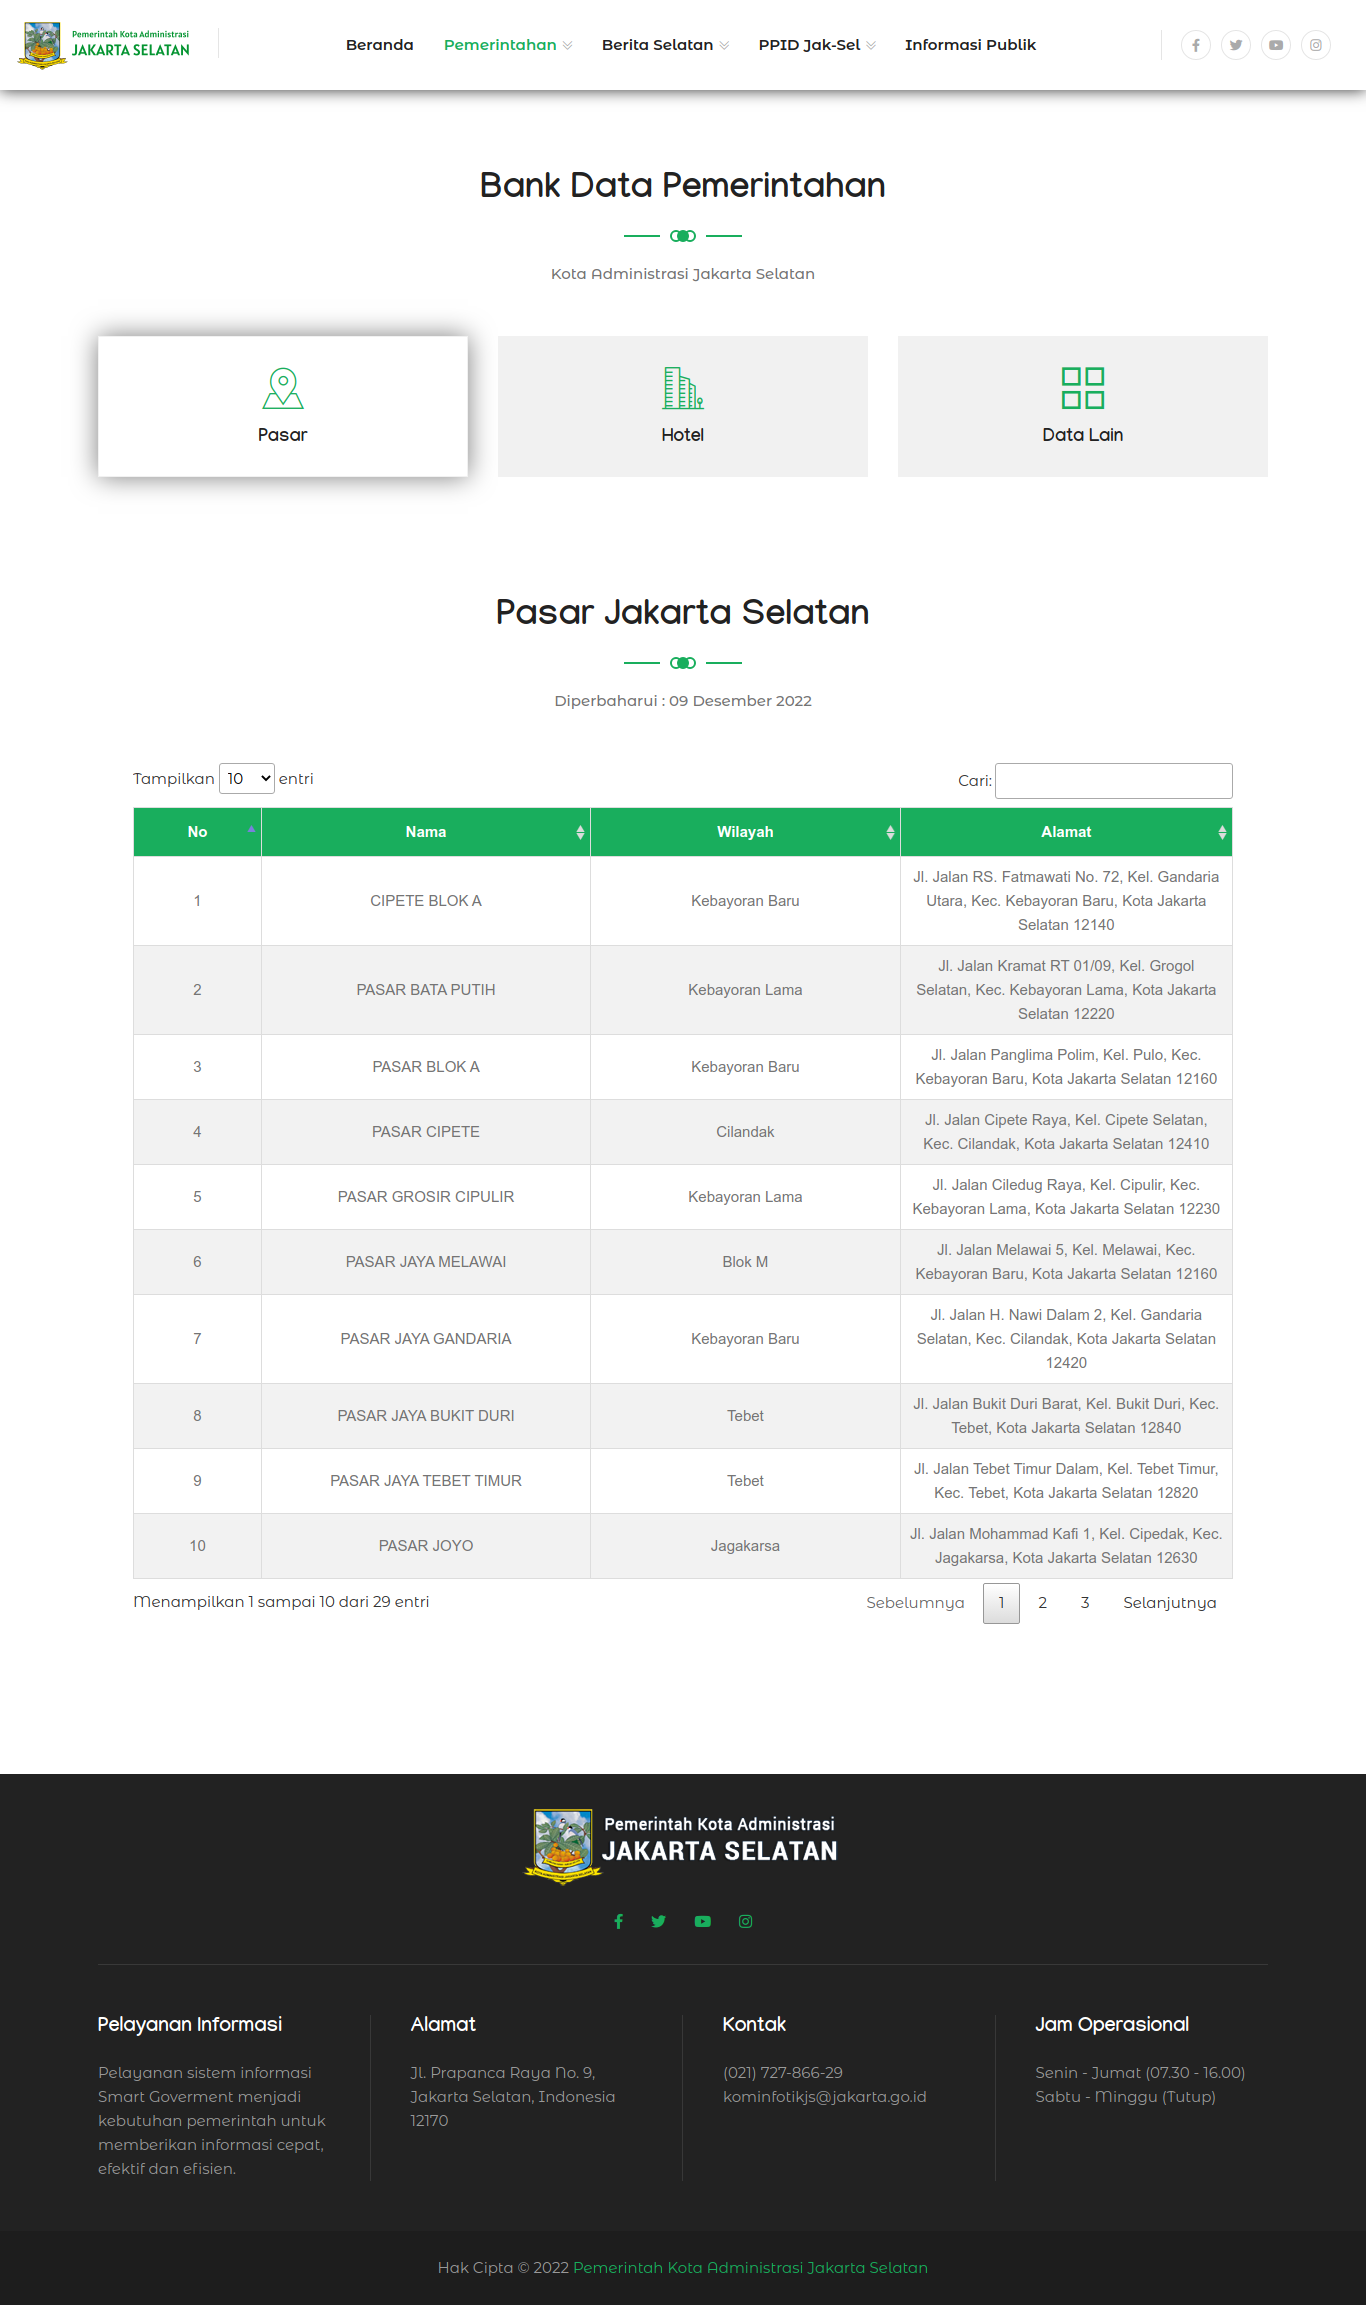 Pemerintah Kota Administrasi
JAKARTA SELATAN
Beranda Pemerintahan Berita Selatan PPID Jak-Sel Informasi Publik
Bank Data Pemerintahan
Kota Administrasi Jakarta Selatan
Pasar Hotel Data Lain
Pasar Jakarta Selatan
Diperbaharui : 09 Desember 2022
Tampilkan 10 entri Cari:
No Nama Wilayah Alamat
1 CIPETE BLOK A Kebayoran Baru Jl. Jalan RS. Fatmawati No. 72, Kel. Gandaria
Utara, Kec. Kebayoran Baru, Kota Jakarta
Selatan 12140
2 PASAR BATA PUTIH Kebayoran Lama Jl. Jalan Kramat RT 01/09, Kel. Grogol
Selatan, Kec. Kebayoran Lama, Kota Jakarta
Selatan 12220
3 PASAR BLOK A Kebayoran Baru Jl. Jalan Panglima Polim, Kel. Pulo, Kec.
Kebayoran Baru, Kota Jakarta Selatan 12160
4 PASAR CIPETE Cilandak Jl. Jalan Cipete Raya, Kel. Cipete Selatan,
Kec. Cilandak, Kota Jakarta Selatan 12410
5 PASAR GROSIR CIPULIR Kebayoran Lama Jl. Jalan Ciledug Raya, Kel. Cipulir, Kec.
Kebayoran Lama, Kota Jakarta Selatan 12230
6 PASAR JAYA MELAWAI Blok M Jl. Jalan Melawai 5, Kel. Melawai, Kec.
Kebayoran Baru, Kota Jakarta Selatan 12160
7 PASAR JAYA GANDARIA Kebayoran Baru Jl. Jalan H. Nawi Dalam 2, Kel. Gandaria
Selatan, Kec. Cilandak, Kota Jakarta Selatan
12420
8 PASAR JAYA BUKIT DURI Tebet Jl. Jalan Bukit Duri Barat, Kel. Bukit Duri, Kec.
Tebet, Kota Jakarta Selatan 12840
9 PASAR JAYA TEBET TIMUR Tebet Jl. Jalan Tebet Timur Dalam, Kel. Tebet Timur,
Kec. Tebet, Kota Jakarta Selatan 12820
10 PASAR JOYO Jagakarsa Jl. Jalan Mohammad Kafi 1, Kel. Cipedak, Kec.
Jagakarsa, Kota Jakarta Selatan 12630
Menampilkan 1 sampai 10 dari 29 entri Sebelumnya 1 2 3 Selanjutnya
Pemerintah Kota Administrasi
JAKARTA SELATAN
Pelayanan Informasi
Pelayanan sistem informasi
Smart Goverment menjadi
kebutuhan pemerintah untuk
memberikan informasi cepat,
efektif dan efisien.
Alamat
Jl. Prapanca Raya No. 9,
Jakarta Selatan, Indonesia
12170
Kontak
(021) 727-866-29
kominfotikjs@jakarta.go.id
Jam Operasional
Senin - Jumat (07.30 - 16.00)
Sabtu - Minggu (Tutup)
Hak Cipta © 2022 Pemerintah Kota Administrasi Jakarta Selatan